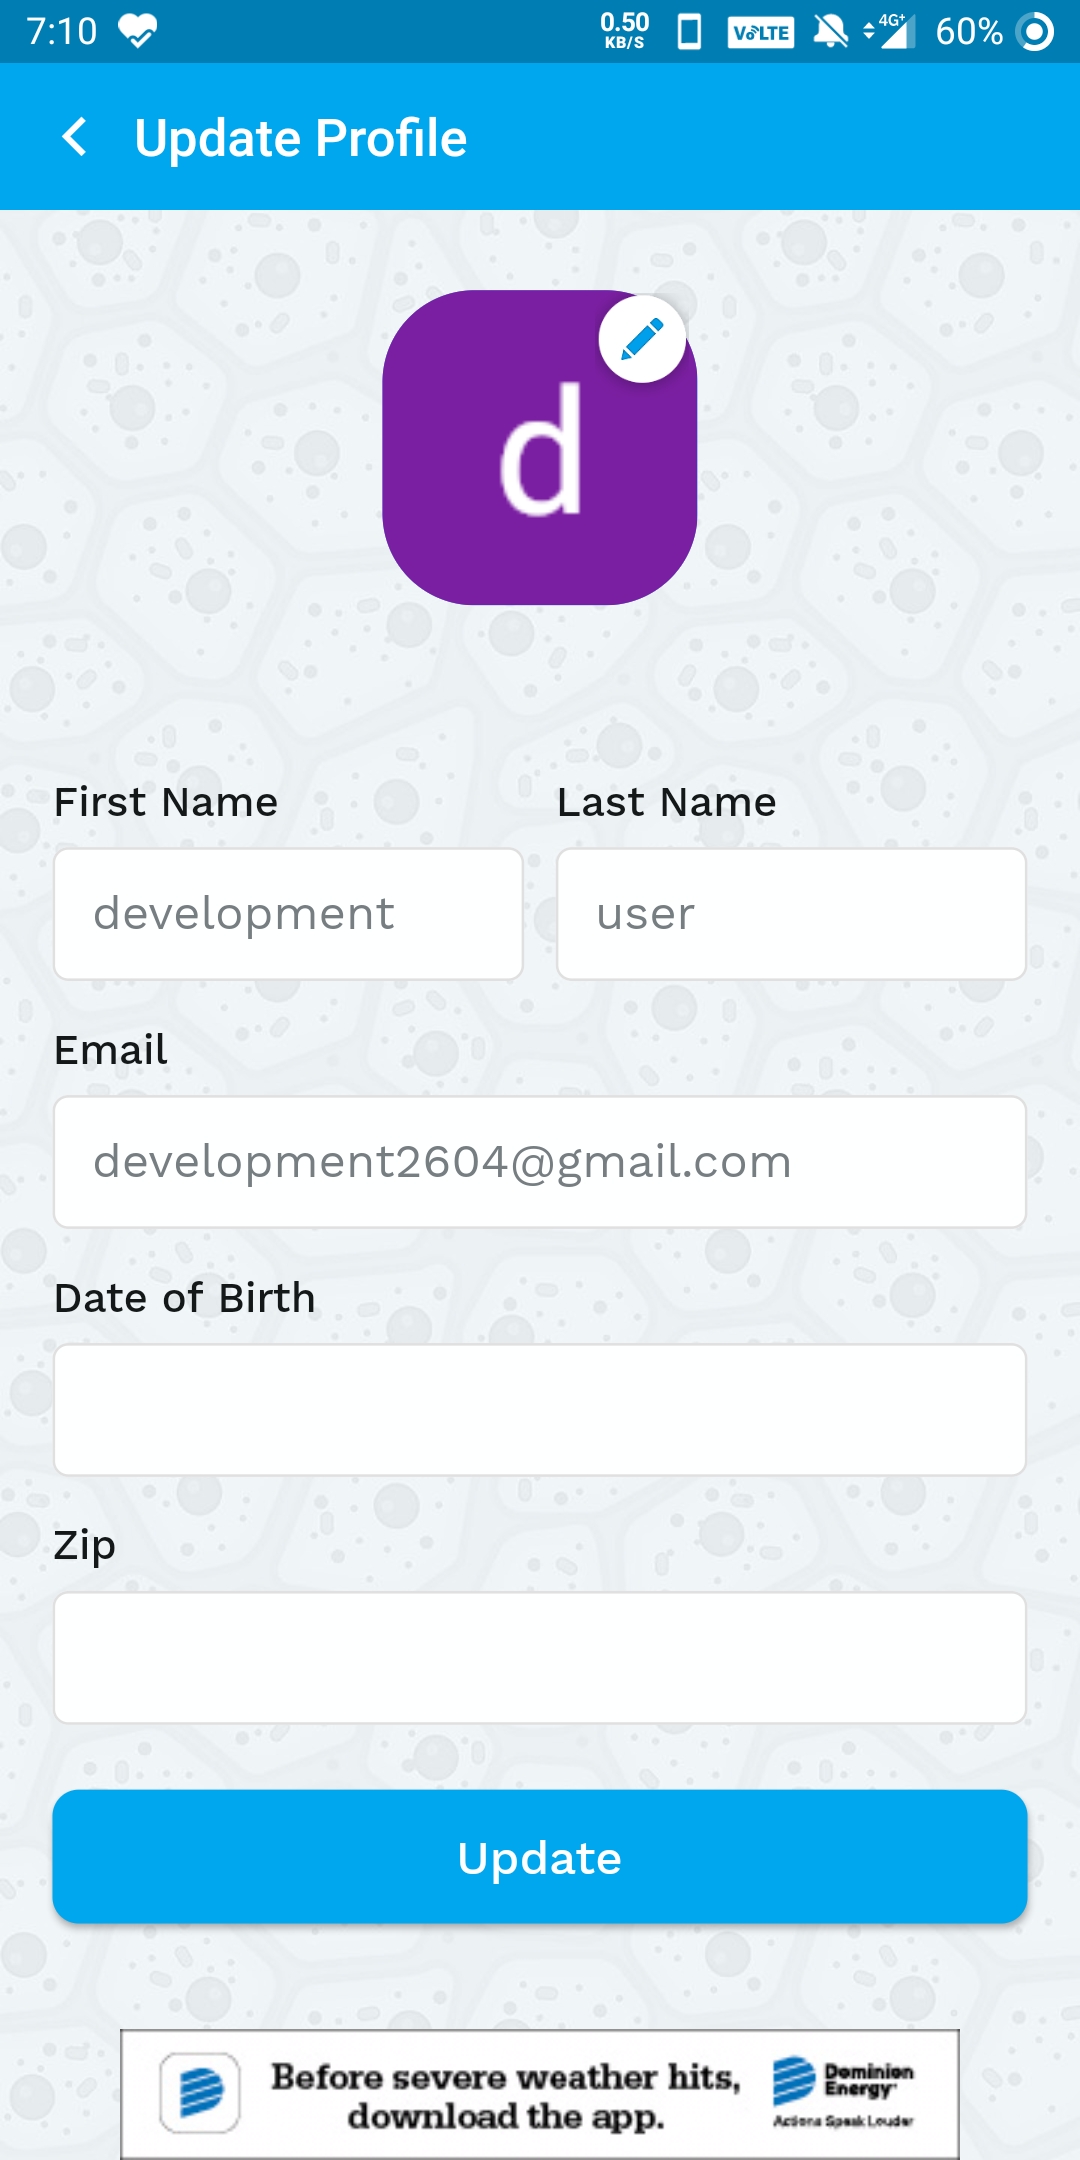 7:10
0.50
KB/S
VoLTE
4G+
60%
Update Profile
d
First Name
Last Name
development
user
Email
development2604@gmail.com
Date of Birth
Zip
Update
Before severe weather hits,
download the app.
Dominion
Energy
Actions Speak Louder